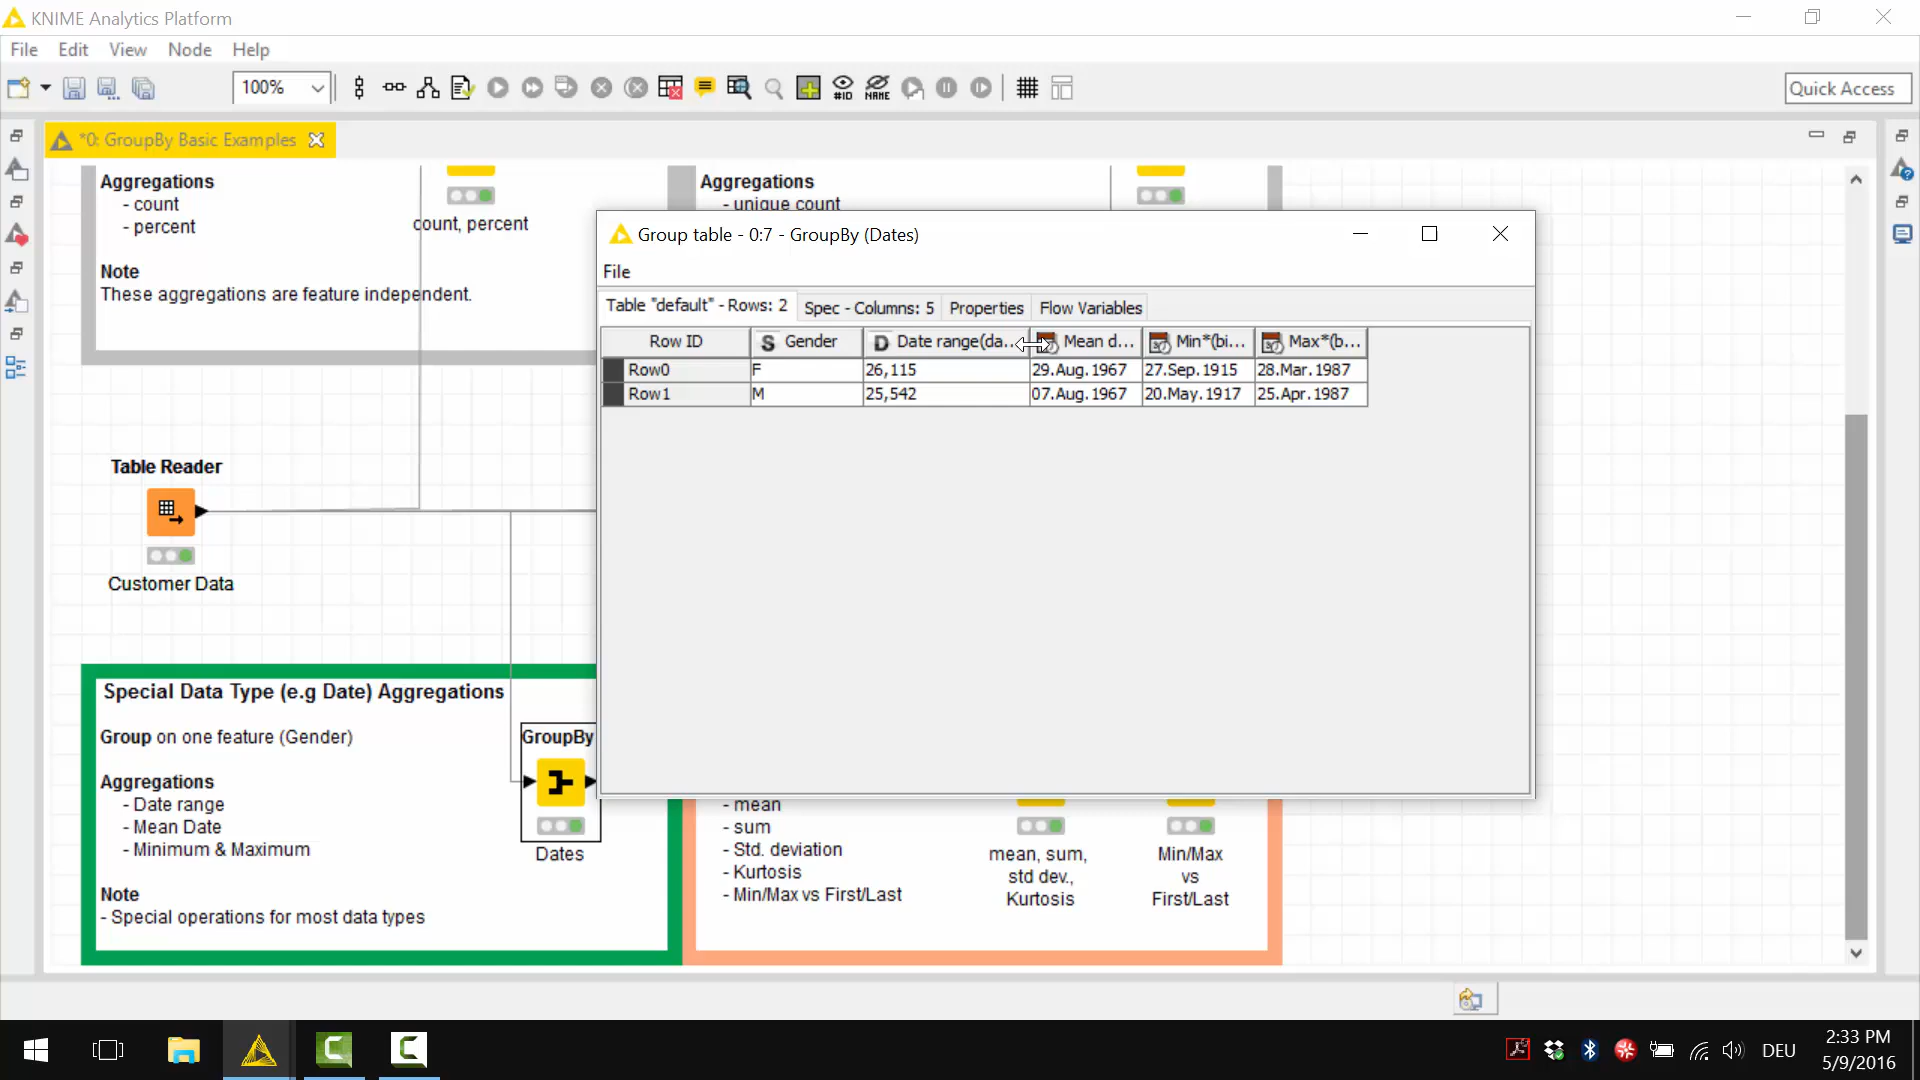 KNIME Analytics Platform
File Edit View Node Help
100%
#ID
NAME
Quick Access
*0: GroupBy Basic Examples
Aggregations
- count
- percent
count, percent
Note
These aggregations are feature independent.
Aggregations
- unique count
Group table - 0:7 - GroupBy (Dates)
File
Table "default" - Rows: 2 Spec - Columns: 5 Properties Flow Variables
Row ID S Gender D Date range(da... Mean d... Min*(bi... Max*(b...
Row0 F 26,115 29.Aug.1967 27.Sep.1915 28.Mar.1987
Row1 M 25,542 07.Aug.1967 20.May.1917 25.Apr.1987
Table Reader
Customer Data
Special Data Type (e.g Date) Aggregations
Group on one feature (Gender)
Aggregations
- Date range
- Mean Date
- Minimum & Maximum
Note
- Special operations for most data types
GroupBy
Dates
- mean
- sum
- Std. deviation
- Kurtosis
- Min/Max vs First/Last
mean, sum,
std dev.,
Kurtosis
Min/Max
vs
First/Last
DEU
2:33 PM
5/9/2016